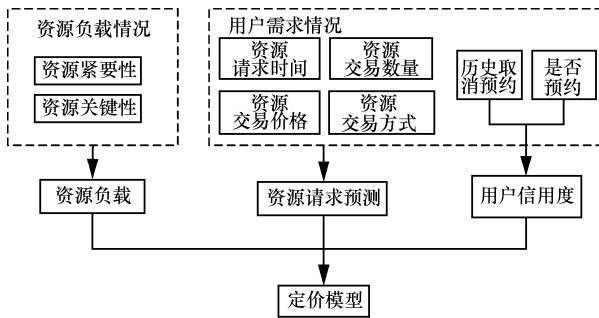 资源负载情况
资源紧要性
资源关键性
用户需求情况
资源
请求时间
资源
交易数量
资源
交易价格
资源
交易方式
历史取
消预约
是否
预约
资源负载
资源请求预测
用户信用度
定价模型